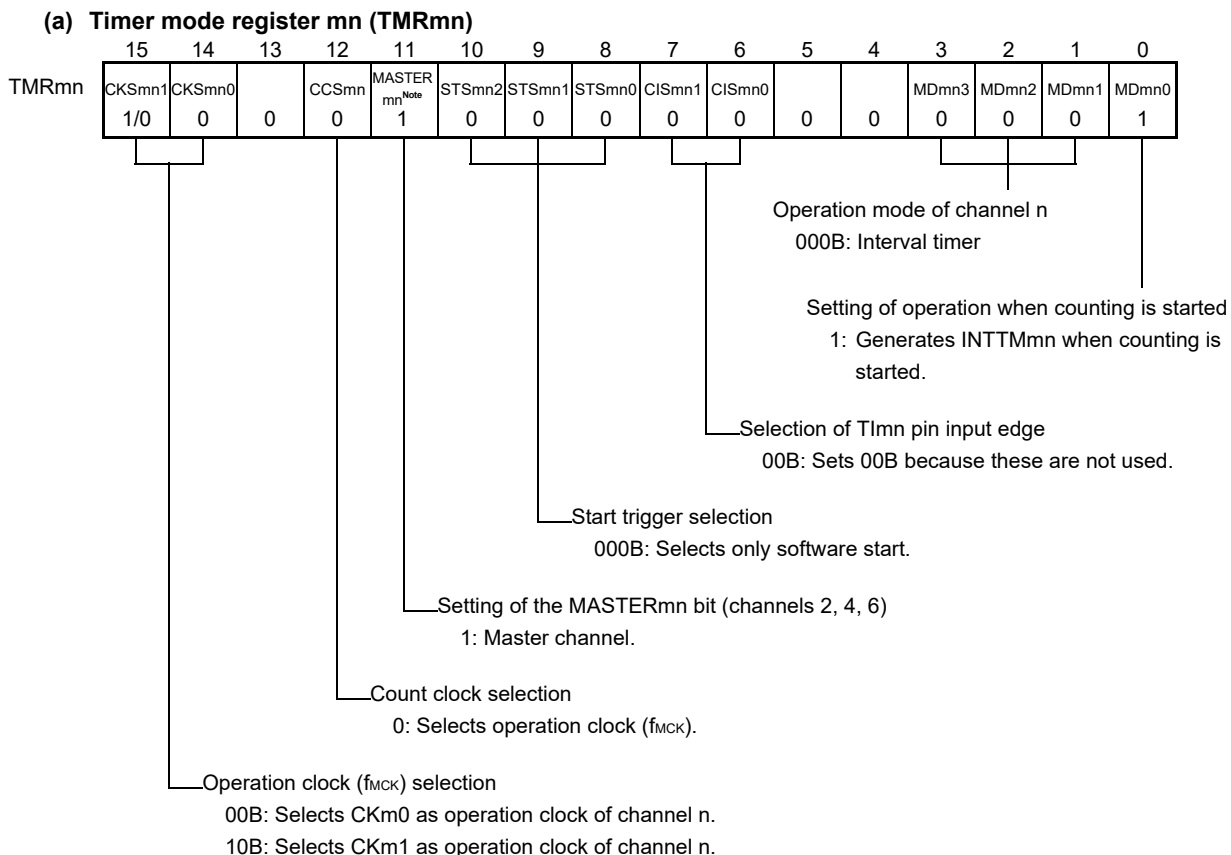 (a) Timer mode register mn (TMRmn)
15 14 13 12 11 10 9 8 7 6 5 4 3 2 1 0
TMRmn CKSmn1 CKSmn0 CCSmn MASTER mn Note STSmn2 STSmn1 STSmn0 CISmn1 CISmn0 MDmn3 MDmn2 MDmn1 MDmn0
1/0 0 0 0 1 0 0 0 0 0 0 0 0 0 0 1
Operation mode of channel n
000B: Interval timer
Setting of operation when counting is started
1: Generates INTTMmn when counting is
started.
Selection of TImn pin input edge
00B: Sets 00B because these are not used.
Start trigger selection
000B: Selects only software start.
Setting of the MASTERmn bit (channels 2, 4, 6)
1: Master channel.
Count clock selection
0: Selects operation clock (fMCK).
Operation clock (fMCK) selection
00B: Selects CKm0 as operation clock of channel n.
10B: Selects CKm1 as operation clock of channel n.